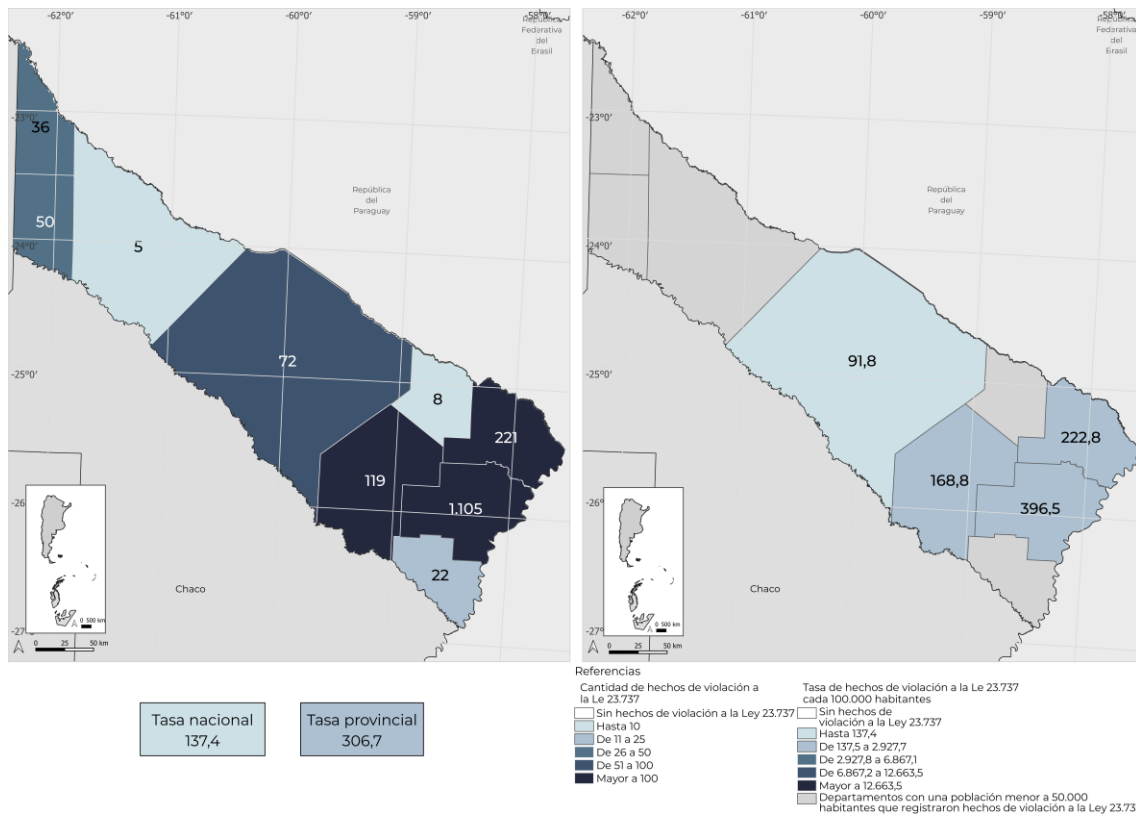 -62°0'
-61°0'
-60°0'
-59°0'
-58°0'
República
Federativa
del
Brasil
-23°0'
36
50
-24°0'
5
República
del
Paraguay
72
-25°0'
8
221
119
1.105
-26°0'
22
Chaco
0 500 km
-27°0'
0 25 50 km
-62°0'
-61°0'
-60°0'
-59°0'
-58°0'
República
Federativa
del
Brasil
-23°0'
República
del
Paraguay
-24°0'
91,8
-25°0'
222,8
168,8
396,5
-26°0'
Chaco
0 500 km
-27°0'
0 25 50 km
Tasa nacional
137,4
Tasa provincial
306,7
Referencias
Cantidad de hechos de violación a
la Le 23.737
Sin hechos de violación a la Ley 23.737
Hasta 10
De 11 a 25
De 26 a 50
De 51 a 100
Mayor a 100
Tasa de hechos de violación a la Ley 23.737
cada 100.000 habitantes
Sin hechos de
violación a la Ley 23.737
Hasta 137,4
De 137,5 a 2.927,7
De 2.927,8 a 6.867,1
De 6.867,2 a 12.663,5
Mayor a 12.663,5
Departamentos con una población menor a 50.000
habitantes que registraron hechos de violación a la Ley 23.73